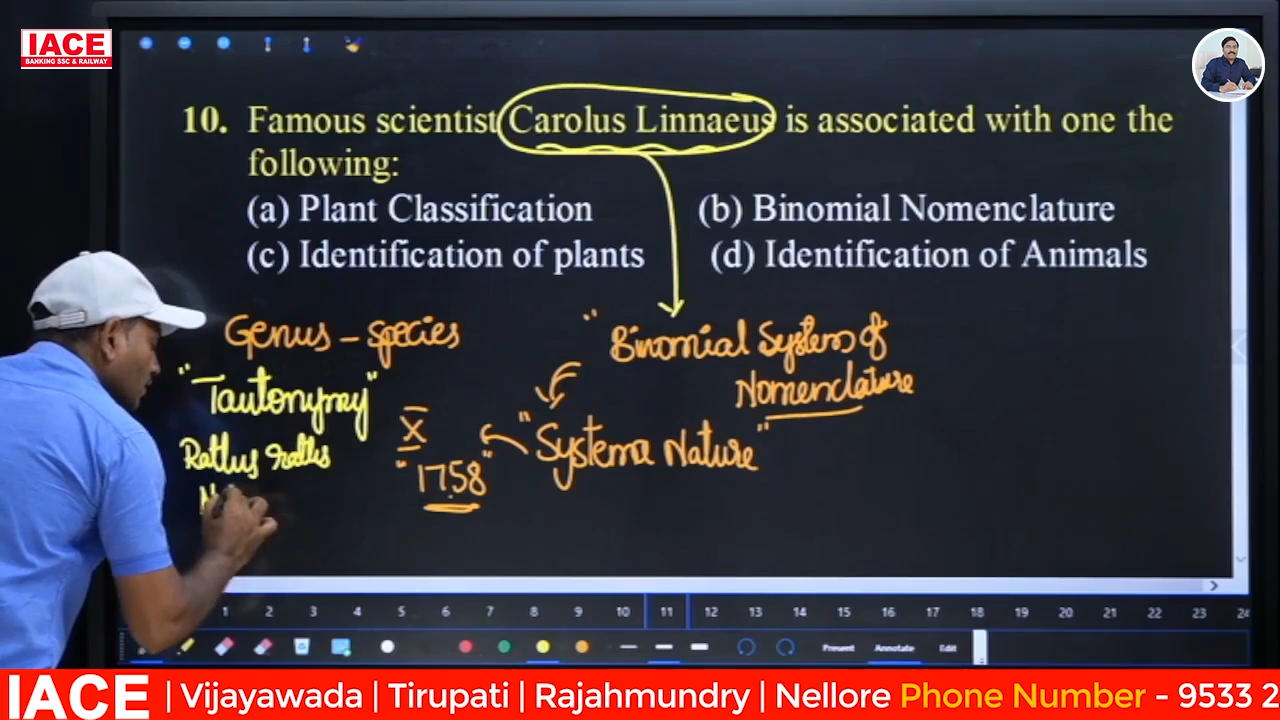 IACE
BANKING SSC & RAILWAY
10. Famous scientist Carolus Linnaeus is associated with one the
following:
(a) Plant Classification (b) Binomial Nomenclature
(c) Identification of plants (d) Identification of Animals
Genus - Species
"Binomial System of
Nomenclature
"Tautonymy"
X
"Systema Nature"
"1758"
Rattus rattus
N
1 2 3 4 5 6 7 8 9 10 11 12 13 14 15 16 17 18 19 20 21 22 23 24
Present Annotate Edit
IACE | Vijayawada | Tirupati | Rajahmundry | Nellore Phone Number - 9533 2